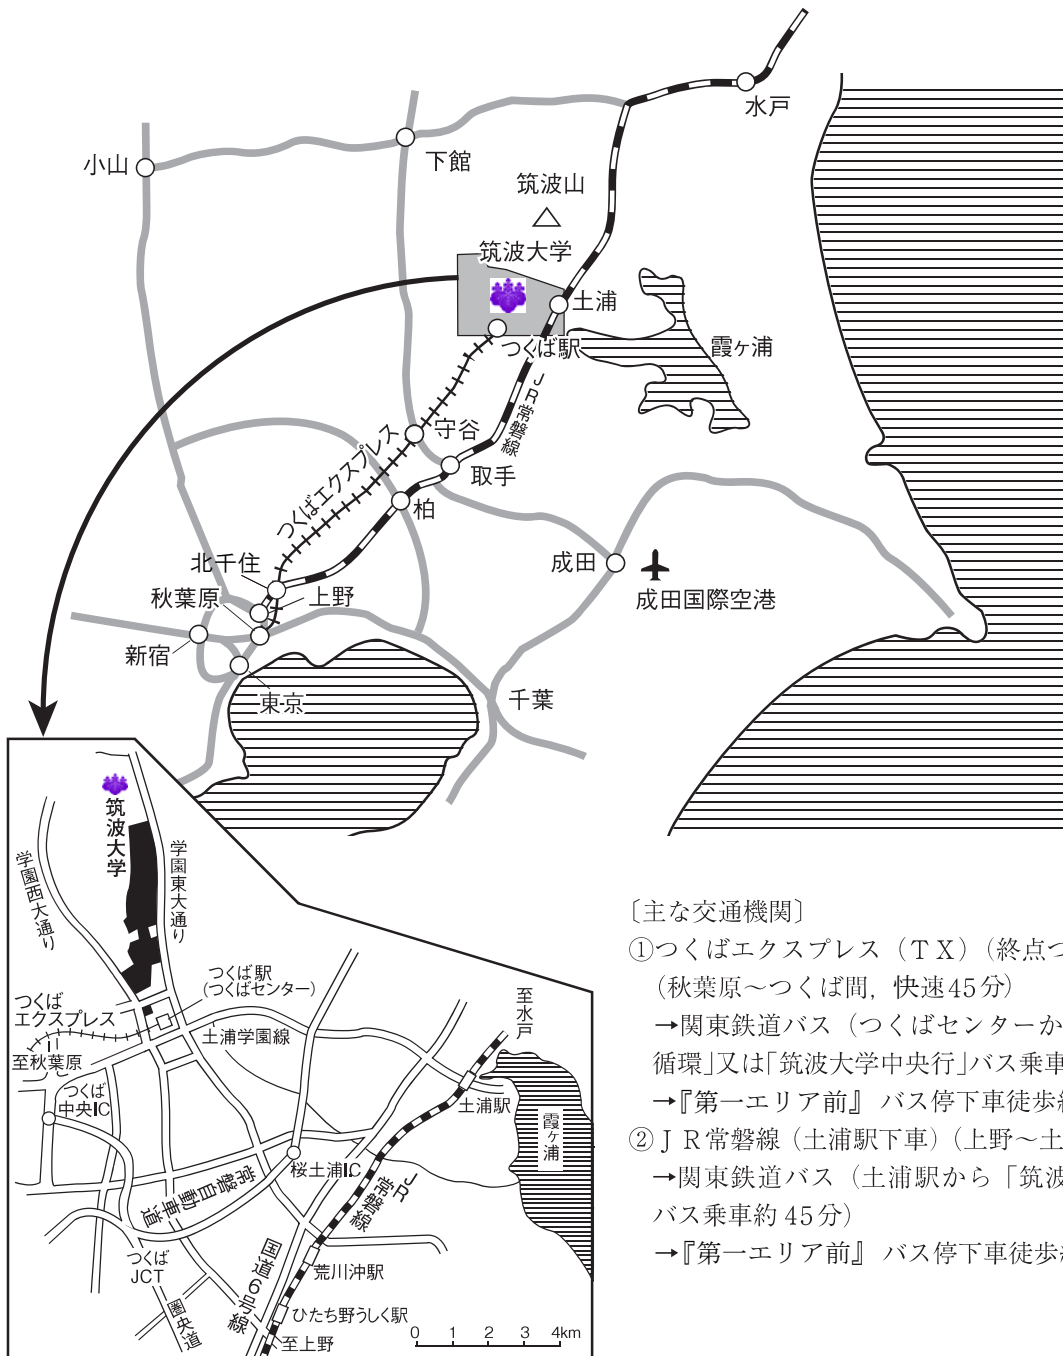 水戸
小山
下館
筑波山
筑波大学
土浦
つくば駅
霞ヶ浦
JR常磐線
守谷
つくばエクスプレス
取手
柏
北千住
成田
成田国際空港
秋葉原
上野
新宿
東京
千葉
筑波大学
学園西大通り
学園東大通り
つくば駅
(つくばセンター)
つくば
エクスプレス
至水戸
土浦学園線
至秋葉原
つくば
中央IC
土浦駅
霞ヶ浦
桜土浦IC
常磐自動車道
JR
常磐線
つくば
JCT
国道6号線
荒川沖駅
圏央道
ひたち野うしく駅
至上野
0 1 2 3 4km
〔主な交通機関〕
①つくばエクスプレス（ＴＸ）（終点つ
（秋葉原～つくば間，快速45分）
→関東鉄道バス（つくばセンターか
循環」又は「筑波大学中央行」バス乗車
→『第一エリア前』 バス停下車徒歩
②ＪＲ常磐線（土浦駅下車）（上野～土
→関東鉄道バス（土浦駅から「筑波
バス乗車約 45分）
→『第一エリア前』 バス停下車徒歩